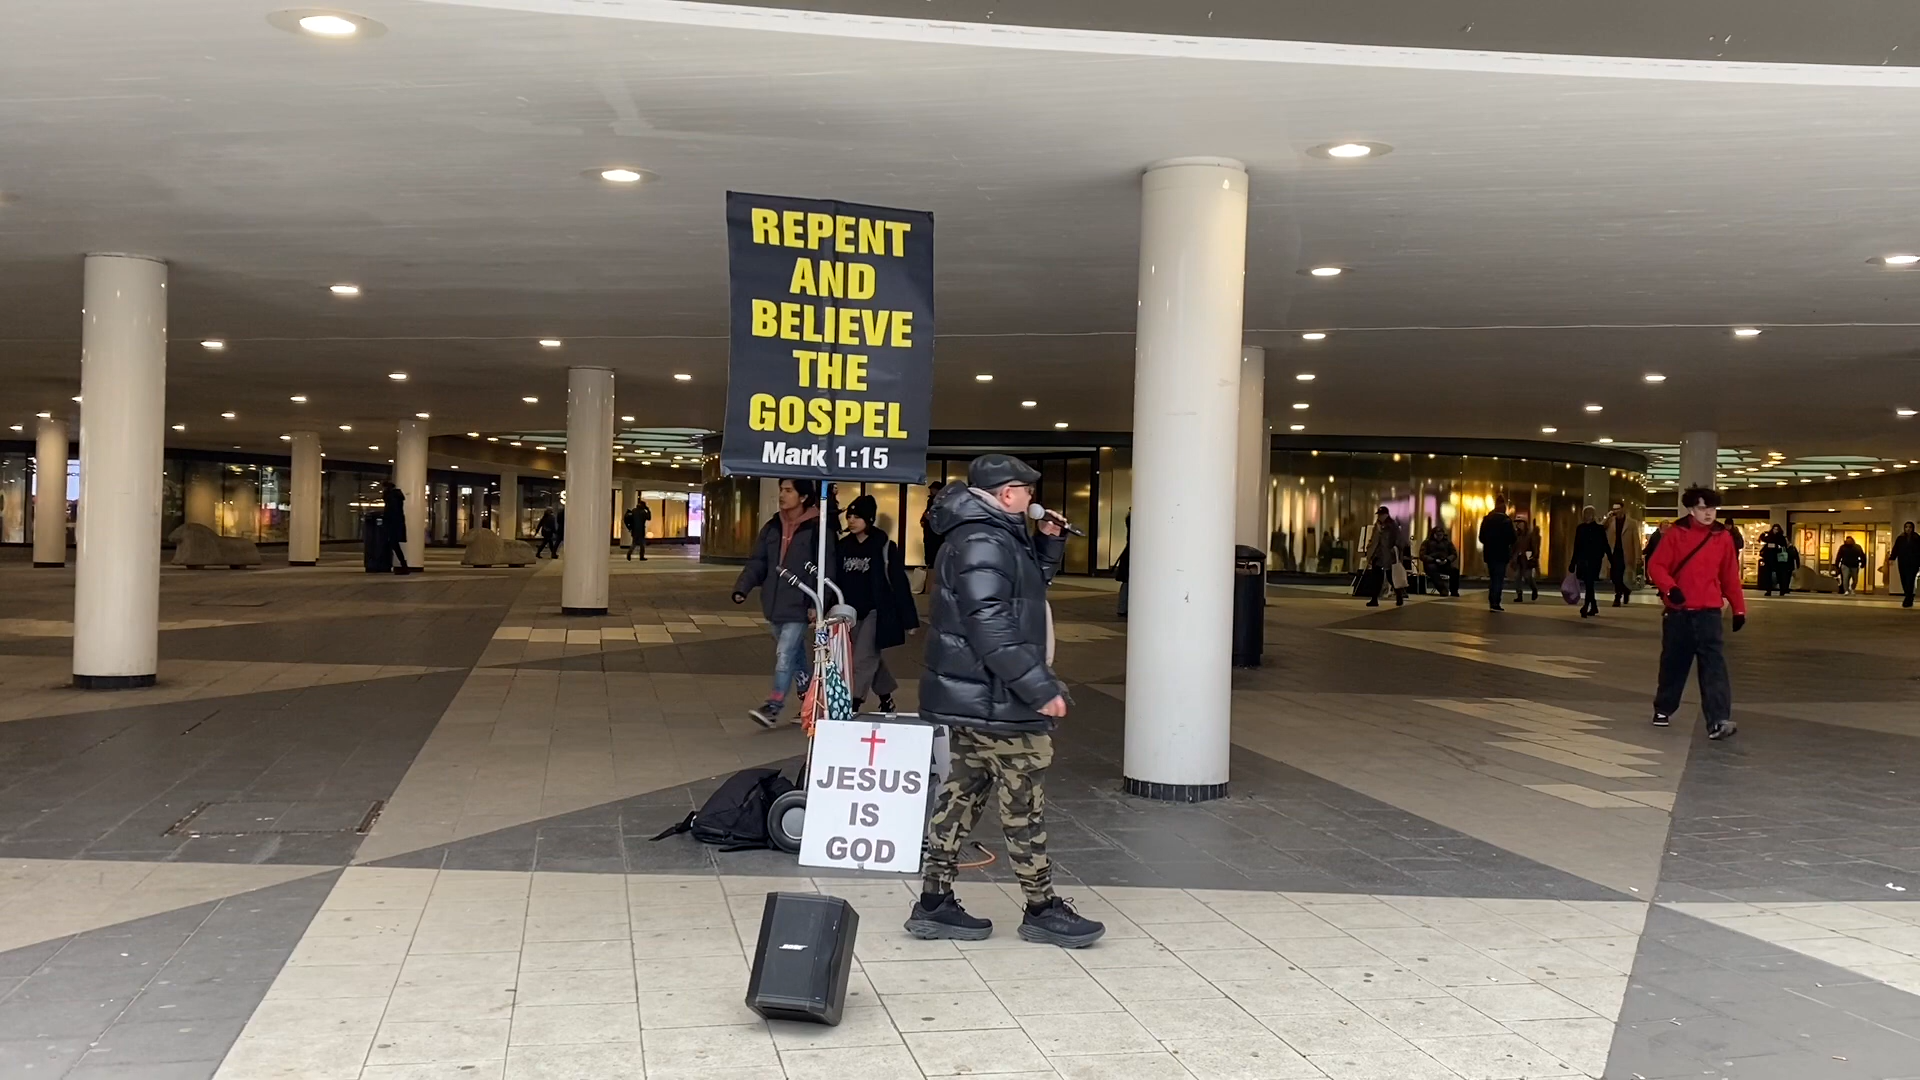 REPENT
AND
BELIEVE
THE
GOSPEL
Mark 1:15
JESUS
IS
GOD
BOSE